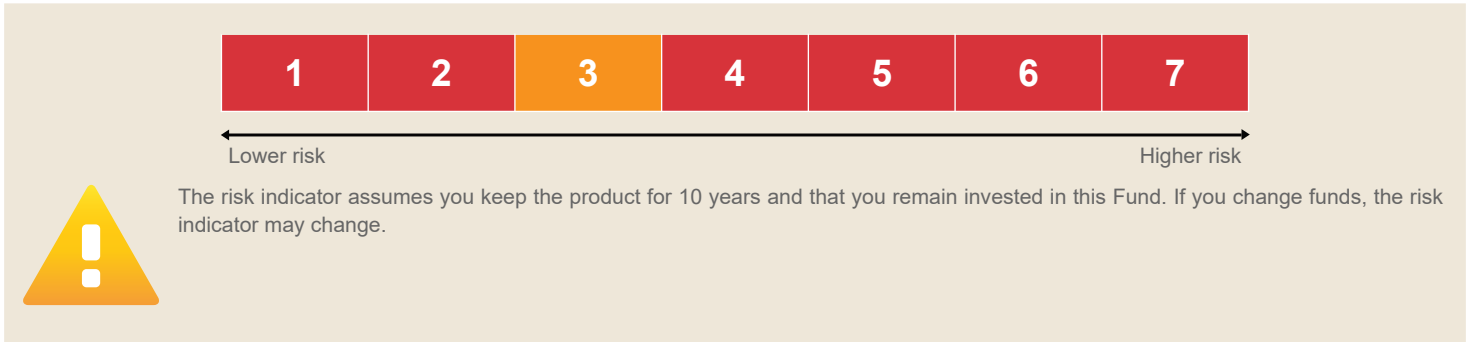 1 2 3 4 5 6 7
Lower risk Higher risk
The risk indicator assumes you keep the product for 10 years and that you remain invested in this Fund. If you change funds, the risk
indicator may change.